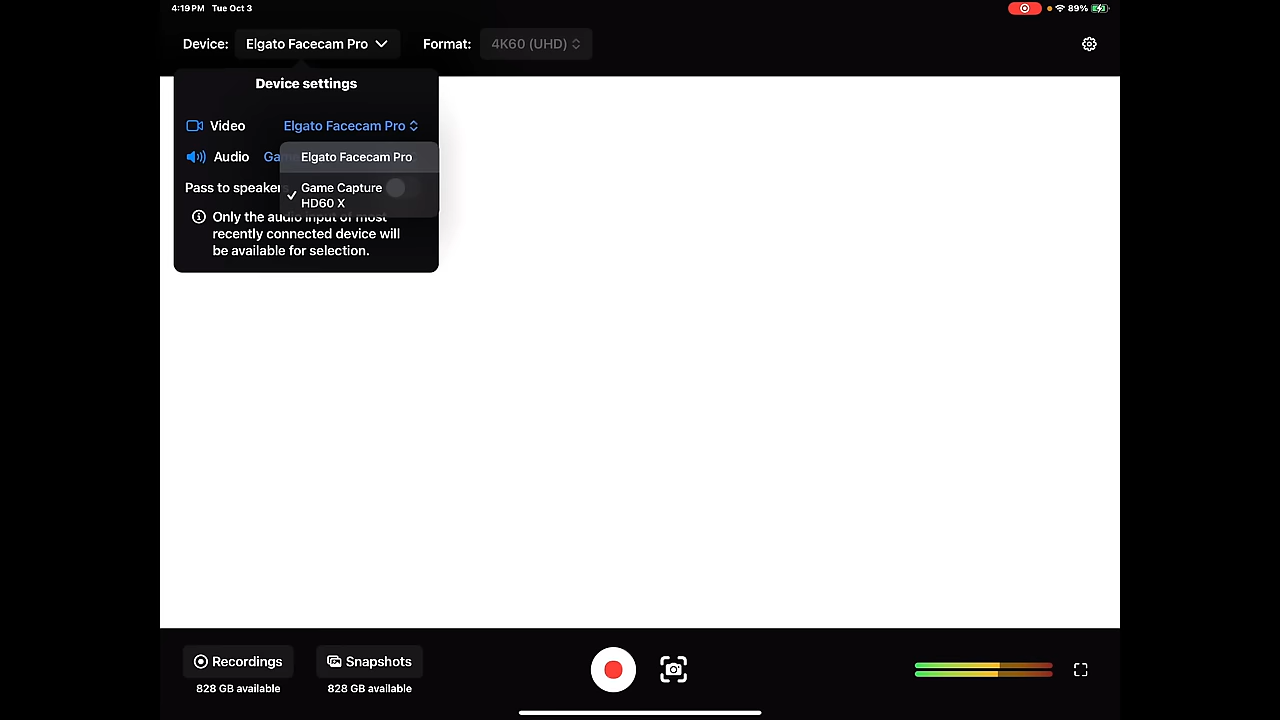 4:19 PM Tue Oct 3
89%
Device: Elgato Facecam Pro
Format: 4K60 (UHD)
Device settings
Video Elgato Facecam Pro
Audio
Elgato Facecam Pro
Pass to speakers
Game Capture
HD60 X
Only the audio input of most
recently connected device will
be available for selection.
Recordings
828 GB available
Snapshots
828 GB available